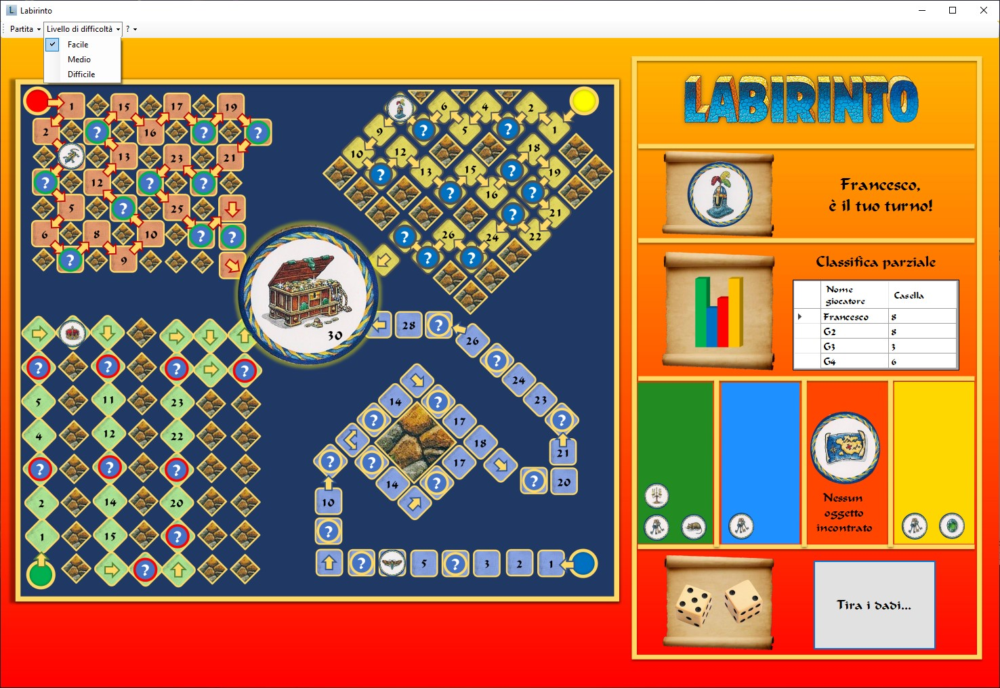 L Labirinto
Partita Livello di difficoltà ?
Facile
Medio
Difficile
1 15 17 19
2 ? 16 ? ?
13 23 21
? 12 ? ?
5 ? 25
6 8 10 ? ?
? 9
6 4 2
9 ? 5 ? 1
10 12 18
? 13 15 ? 19
? 16 ?
? 21
? 26 24 22
? ?
30
? ? ? ?
5 11 23
4 12 22
? ? ?
2 14 20
1 15 ?
?
28 ? 26
?
24
23
?
21
? 20
14 ?
? 17
18
? ? 17
14 ?
10
?
? 5 ? 3 2 1
LABIRINTO
Francesco,
è il tuo turno!
Classifica parziale
Nome
giocatore Casella
Francesco 8
G2 8
G3 3
G4 6
Nessun
oggetto
incontrato
Tira i dadi...